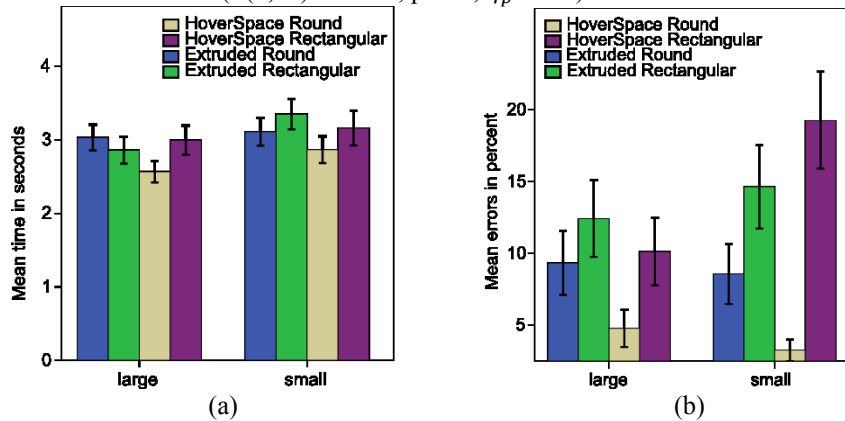 HoverSpace Round
HoverSpace Rectangular
Extruded Round
Extruded Rectangular
Mean time in seconds
4
3
2
1
0
large
small
(a)
HoverSpace Round
HoverSpace Rectangular
Extruded Round
Extruded Rectangular
Mean errors in percent
20
15
10
5
large
small
(b)